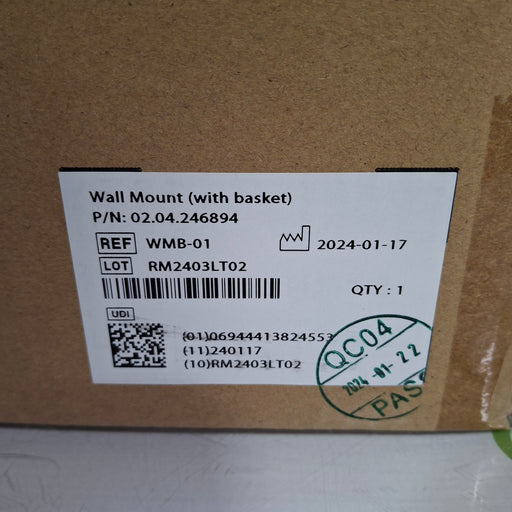 Wall Mount (with basket)
P/N: 02.04.246894
REF WMB-01 2024-01-17
LOT RM2403LT02
QTY : 1
UDI
(01)06944413824553
(11)240117
(10)RM2403LT02
QC04
2024-01-22
PASS